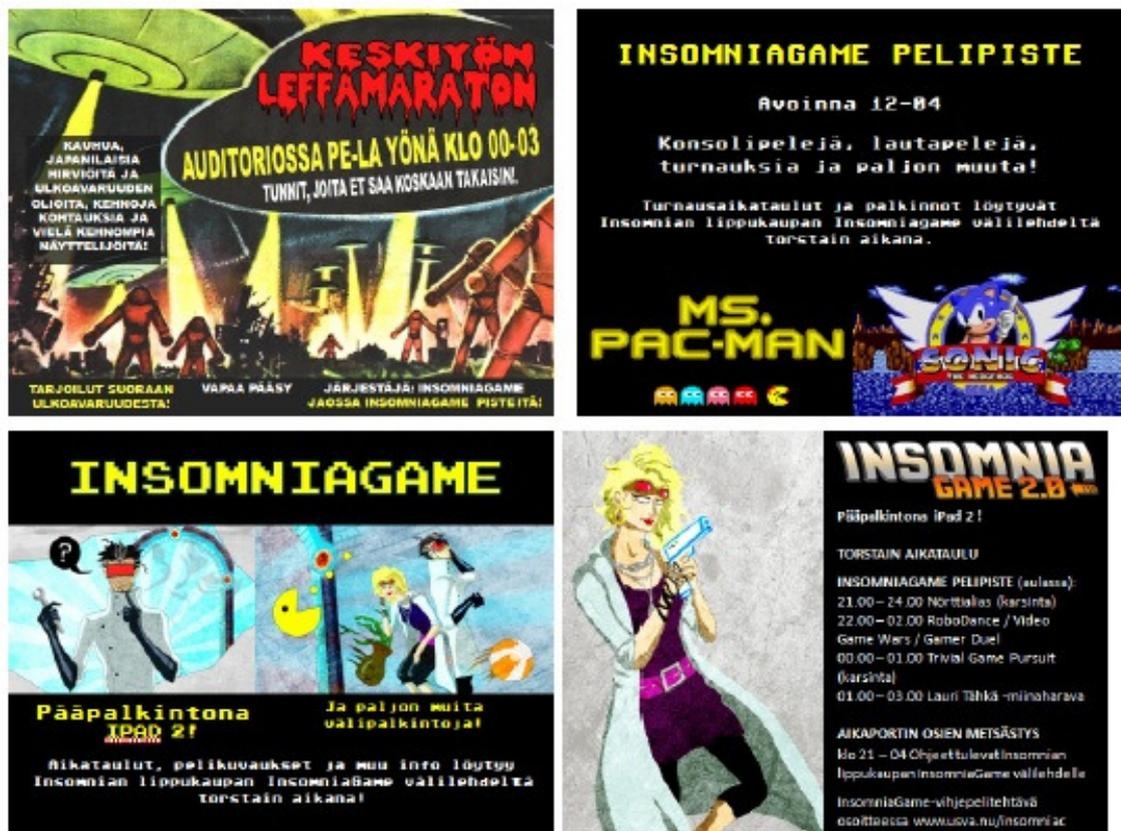 KESKIYÖN
LEFFAMARATON
AUDITORIOSSA PE-LA YÖNÄ KLO 00-03
TUNNIT, JOITA ET SAA KOSKAAN TAKAISIN!
KAUHUA,
JAPANILAISIA
HIRVIÖITÄ JA
ULKOAVARUUDEN
OLIOITA, KEHNOJA
KOHTAUKSIA JA
VIELÄ KEHNOMPIA
NÄYTTELIJÖITÄ!
TARJOILUT SUORAAN
ULKOAVARUUDESTA!
VAPAA PÄÄSY
JÄRJESTÄJÄ: INSOMNIAGAME
JAOSSA INSOMNIAGAME PISTEITÄ!
INSOMNIAGAME PELIPISTE
Avoinna 12-04
Konsolipelejä, lautapelejä,
turnauksia ja paljon muuta!
Turnausaikataulut ja palkinnot löytyvät
Insomnian lippukaupan Insomniagame välilehdeltä
torstain aikana.
MS.
PAC-MAN
SONIC
THE HEDGEHOG
INSOMNIAGAME
?
Pääpalkintona
IPAD 2!
Ja paljon muita
välipalkintoja!
Aikataulut, pelikuvaukset ja muu info löytyy
Insomnian lippukaupan InsomniaGame välilehdeltä
torstain aikana!
INSOMNIA
GAME 2.0
Pääpalkintona iPad 2!
TORSTAIN AIKATAULU
INSOMNIAGAME PELIPISTE (aulassa):
21.00 – 24.00 Nörttialias (karsinta)
22.00 – 02.00 RoboDance / Video
Game Wars / Gamer Duel
00.00 – 01.00 Trivial Game Pursuit
(karsinta)
01.00 – 03.00 Lauri Tähkä -miinaharava
AIKAPORTIN OSIEN METSÄSTYS
klo 21 – 04 Ohjeet tulevat Insomnian
lippukaupan InsomniaGame välilehdelle
InsomniaGame-vihjepelitehtävä
osoitteessa www.usva.nu/insomniac